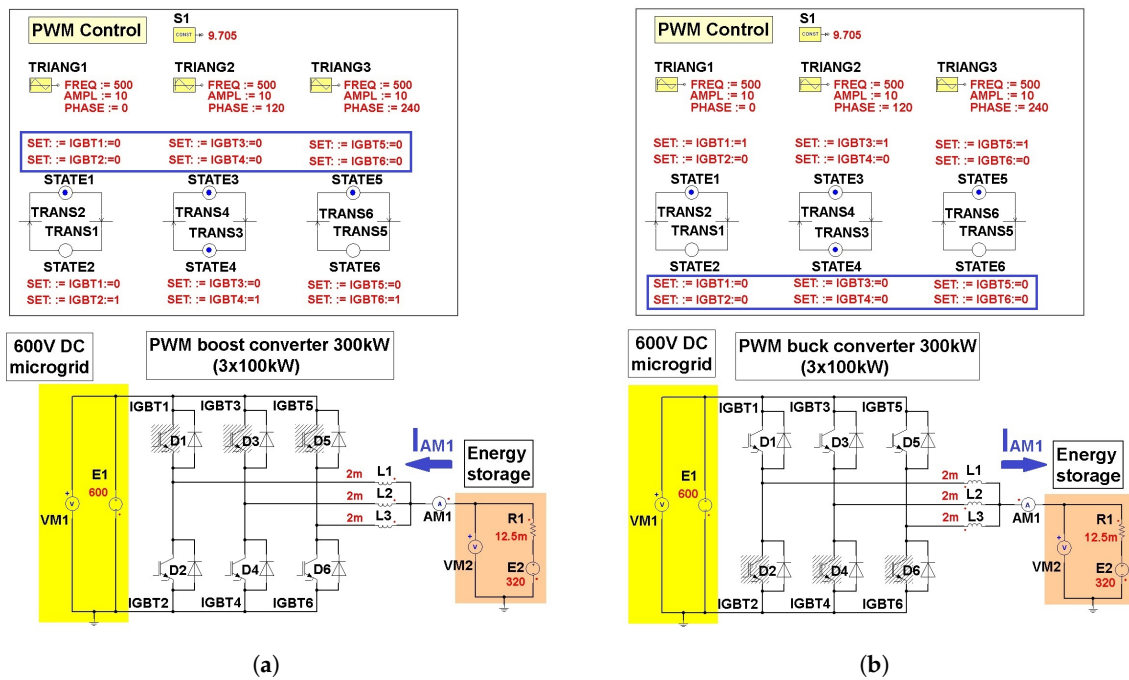 PWM Control
S1
CONST
9.705
TRIANG1
FREQ := 500
AMPL := 10
PHASE := 0
TRIANG2
FREQ := 500
AMPL := 10
PHASE := 120
TRIANG3
FREQ := 500
AMPL := 10
PHASE := 240
SET: := IGBT1:=0
SET: := IGBT2:=0
SET: := IGBT3:=0
SET: := IGBT4:=0
SET: := IGBT5:=0
SET: := IGBT6:=0
STATE1
STATE3
STATE5
TRANS2
TRANS1
TRANS4
TRANS3
TRANS6
TRANS5
STATE2
STATE4
STATE6
SET: := IGBT1:=0
SET: := IGBT2:=1
SET: := IGBT3:=0
SET: := IGBT4:=1
SET: := IGBT5:=0
SET: := IGBT6:=1
600V DC
microgrid
PWM boost converter 300kW
(3x100kW)
IGBT1
IGBT3
IGBT5
D1
D3
D5
IAM1
Energy
storage
E1
600
+
V
VM1
2m
L1
2m
L2
2m
L3
A
AM1
+
V
VM2
R1
12.5m
E2
320
D2
D4
D6
IGBT2
IGBT4
IGBT6
(a)
PWM Control
S1
CONST
9.705
TRIANG1
FREQ := 500
AMPL := 10
PHASE := 0
TRIANG2
FREQ := 500
AMPL := 10
PHASE := 120
TRIANG3
FREQ := 500
AMPL := 10
PHASE := 240
SET: := IGBT1:=1
SET: := IGBT2:=0
SET: := IGBT3:=1
SET: := IGBT4:=0
SET: := IGBT5:=1
SET: := IGBT6:=0
STATE1
STATE3
STATE5
TRANS2
TRANS1
TRANS4
TRANS3
TRANS6
TRANS5
STATE2
STATE4
STATE6
SET: := IGBT1:=0
SET: := IGBT2:=0
SET: := IGBT3:=0
SET: := IGBT4:=0
SET: := IGBT5:=0
SET: := IGBT6:=0
600V DC
microgrid
PWM buck converter 300kW
(3x100kW)
IGBT1
IGBT3
IGBT5
D1
D3
D5
IAM1
Energy
storage
E1
600
+
V
VM1
2m
L1
2m
L2
2m
L3
A
AM1
+
V
VM2
R1
12.5m
E2
320
D2
D4
D6
IGBT2
IGBT4
IGBT6
(b)